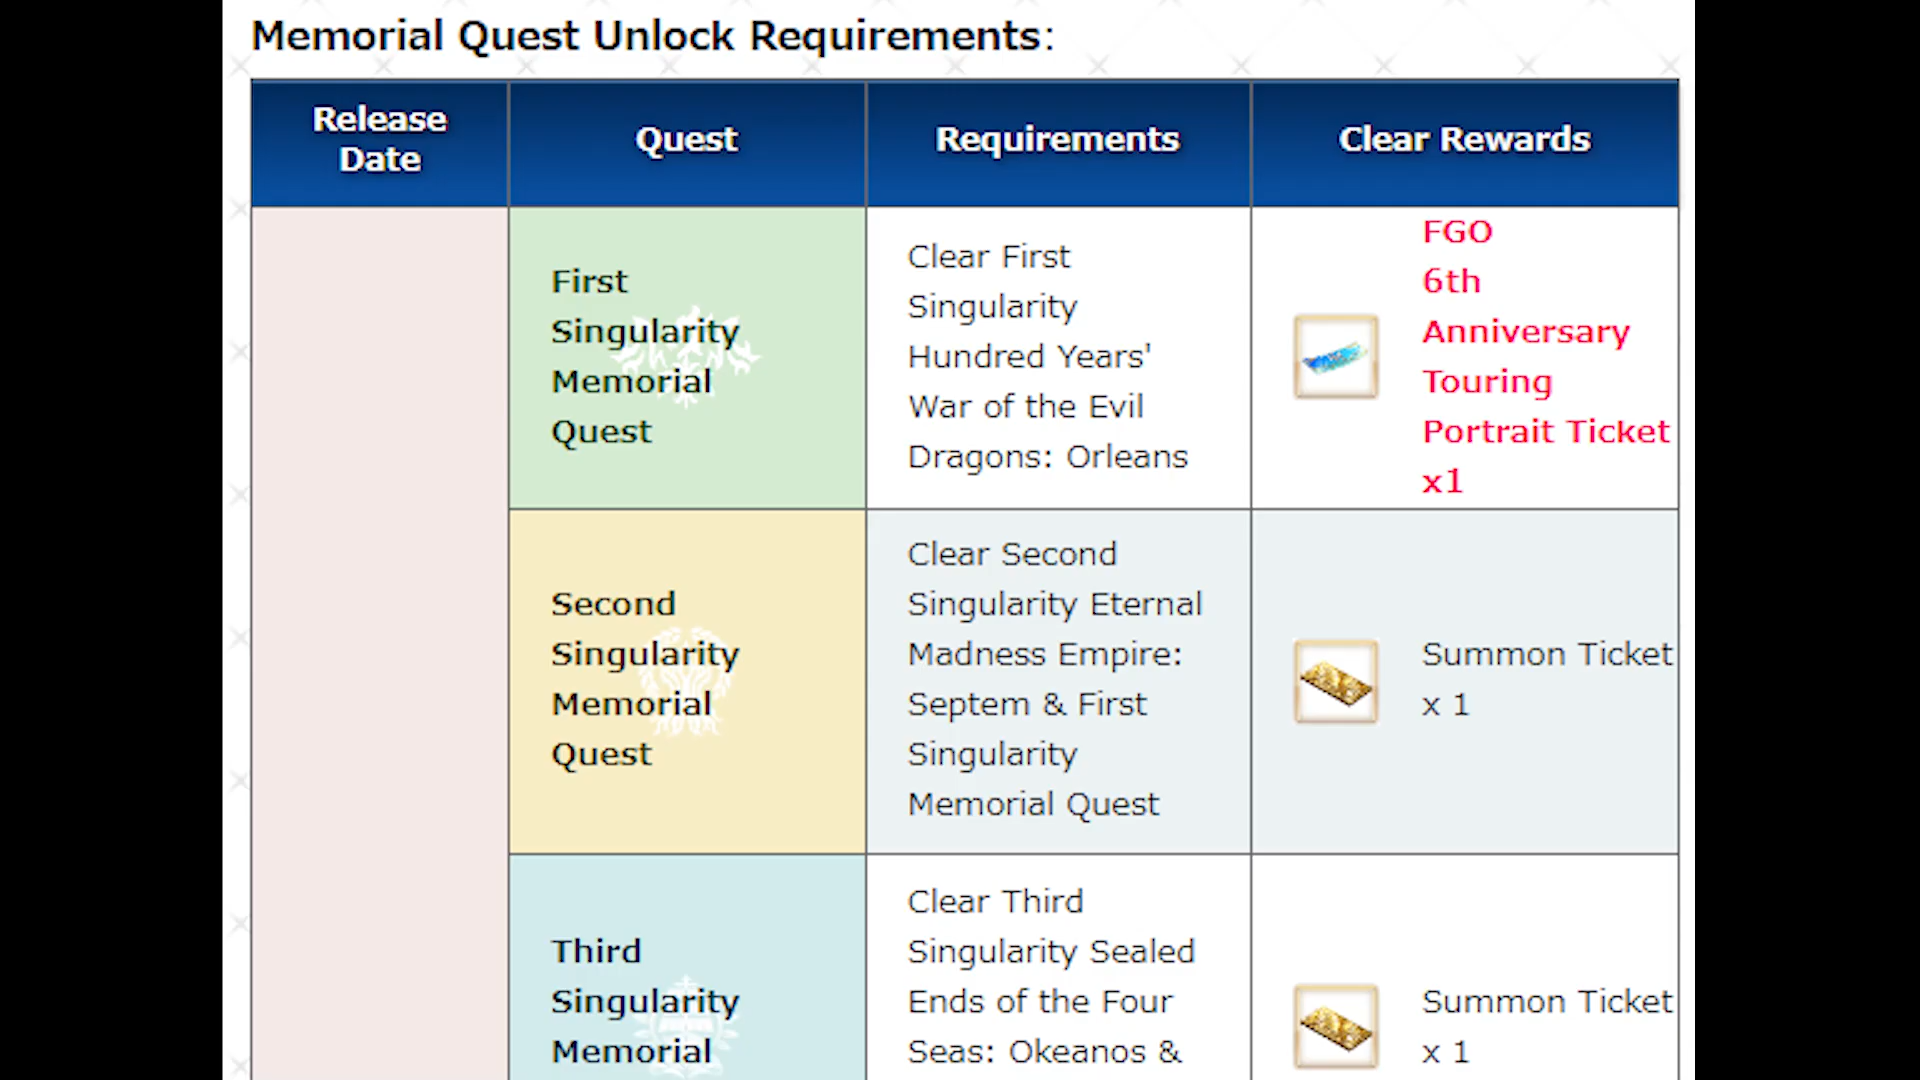 Memorial Quest Unlock Requirements:
Release
Date
Quest
Requirements
Clear Rewards
First
Singularity
Memorial
Quest
Clear First
Singularity
Hundred Years'
War of the Evil
Dragons: Orleans
FGO
6th
Anniversary
Touring
Portrait Ticket
x1
Second
Singularity
Memorial
Quest
Clear Second
Singularity Eternal
Madness Empire:
Septem & First
Singularity
Memorial Quest
Summon Ticket
x 1
Third
Singularity
Memorial
Clear Third
Singularity Sealed
Ends of the Four
Seas: Okeanos &
Summon Ticket
x 1